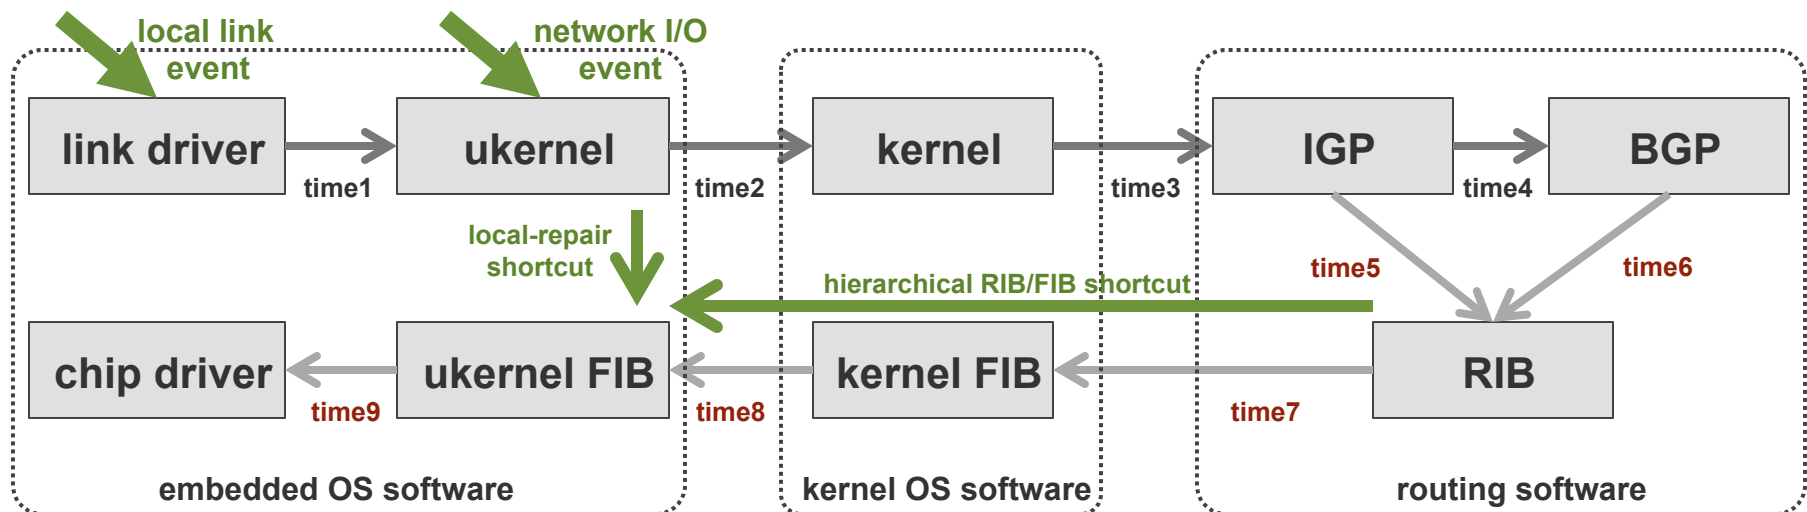 local link
event
network I/O
event
link driver
ukernel
kernel
IGP
BGP
time1
time2
time3
time4
local-repair
shortcut
hierarchical RIB/FIB shortcut
time5
time6
chip driver
ukernel FIB
kernel FIB
RIB
time9
time8
time7
embedded OS software
kernel OS software
routing software